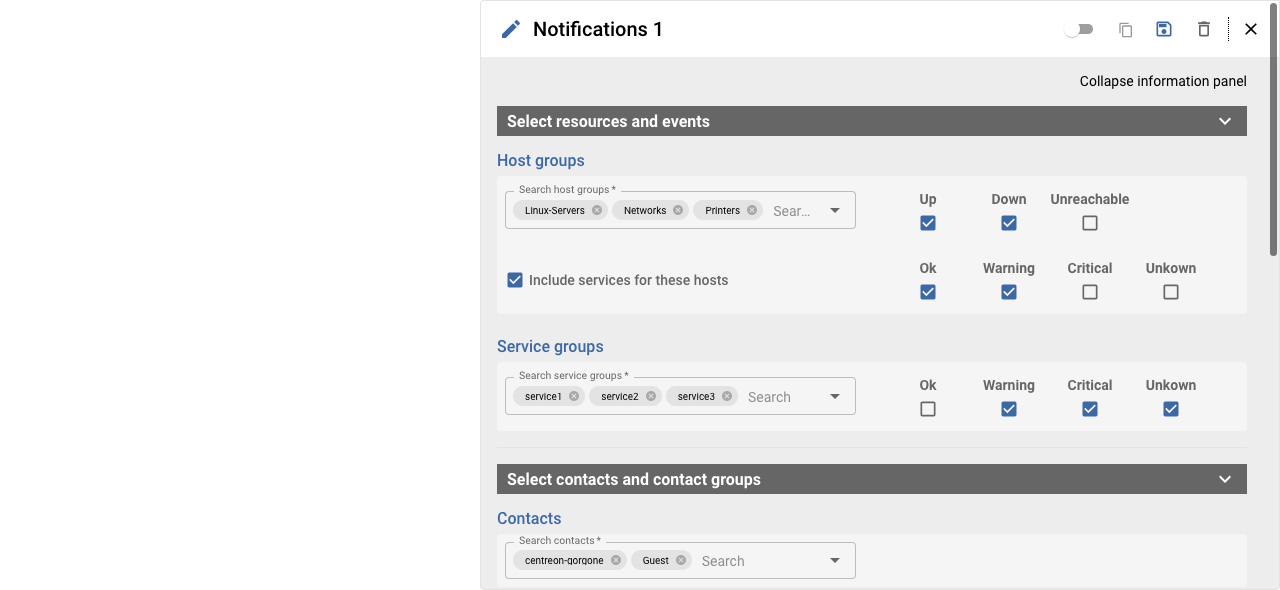 Notifications 1
Collapse information panel
Select resources and events
Host groups
Search host groups *
Linux-Servers Networks Printers Sear...
Up Down Unreachable
Include services for these hosts
Ok Warning Critical Unkown
Service groups
Search service groups *
service1 service2 service3 Search
Ok Warning Critical Unkown
Select contacts and contact groups
Contacts
Search contacts *
centreon-gorgone Guest Search